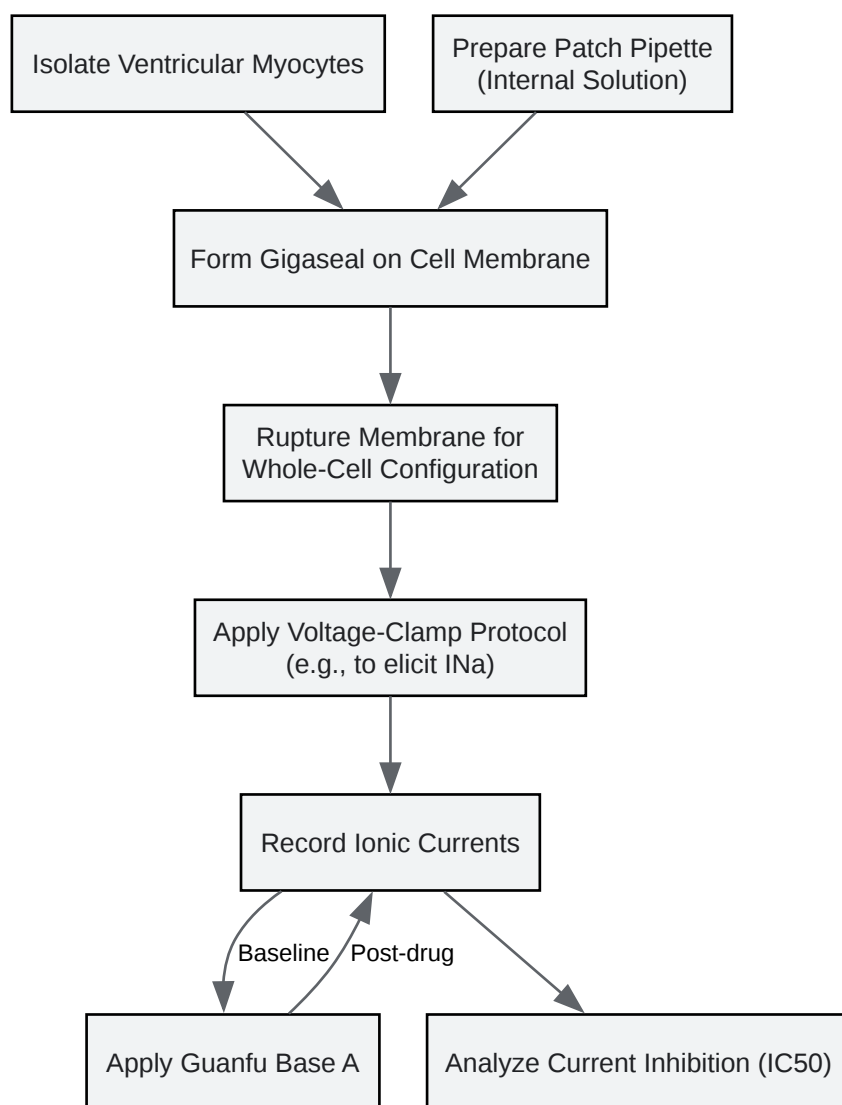 Isolate Ventricular Myocytes
Prepare Patch Pipette
(Internal Solution)
Form Gigaseal on Cell Membrane
Rupture Membrane for
Whole-Cell Configuration
Apply Voltage-Clamp Protocol
(e.g., to elicit INa)
Record Ionic Currents
Baseline
Post-drug
Apply Guanfu Base A
Analyze Current Inhibition (IC50)